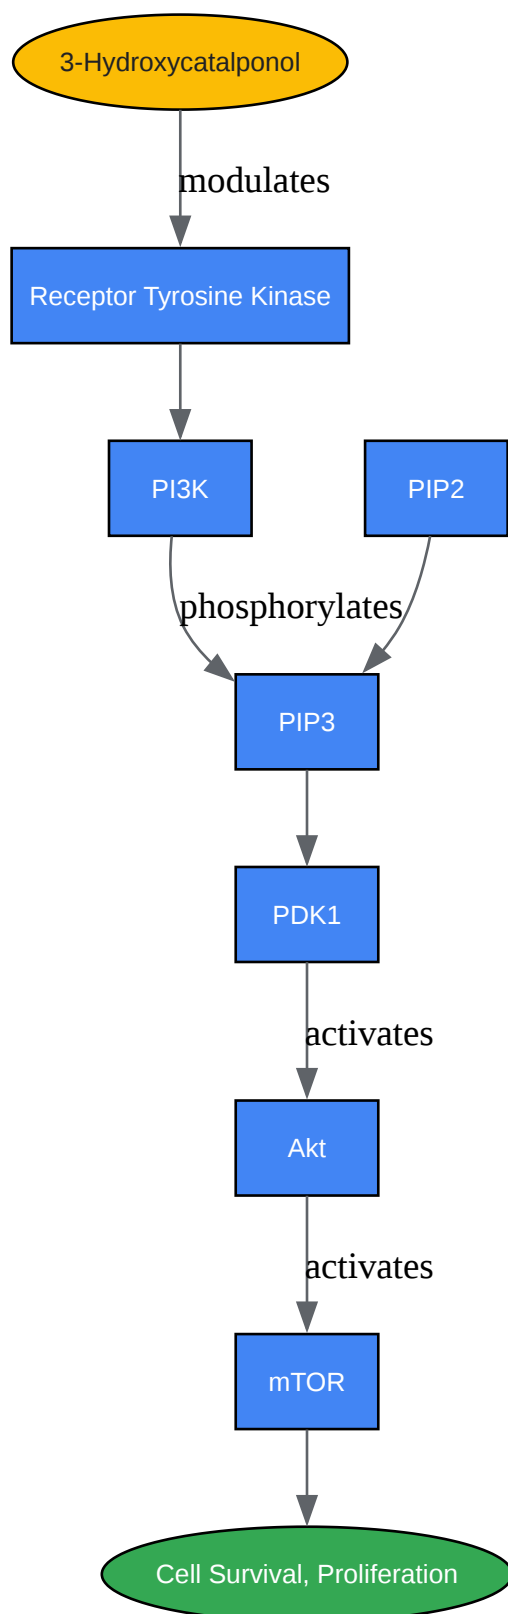 3-Hydroxycatalponol
modulates
Receptor Tyrosine Kinase
PI3K
PIP2
phosphorylates
PIP3
PDK1
activates
Akt
activates
mTOR
Cell Survival, Proliferation